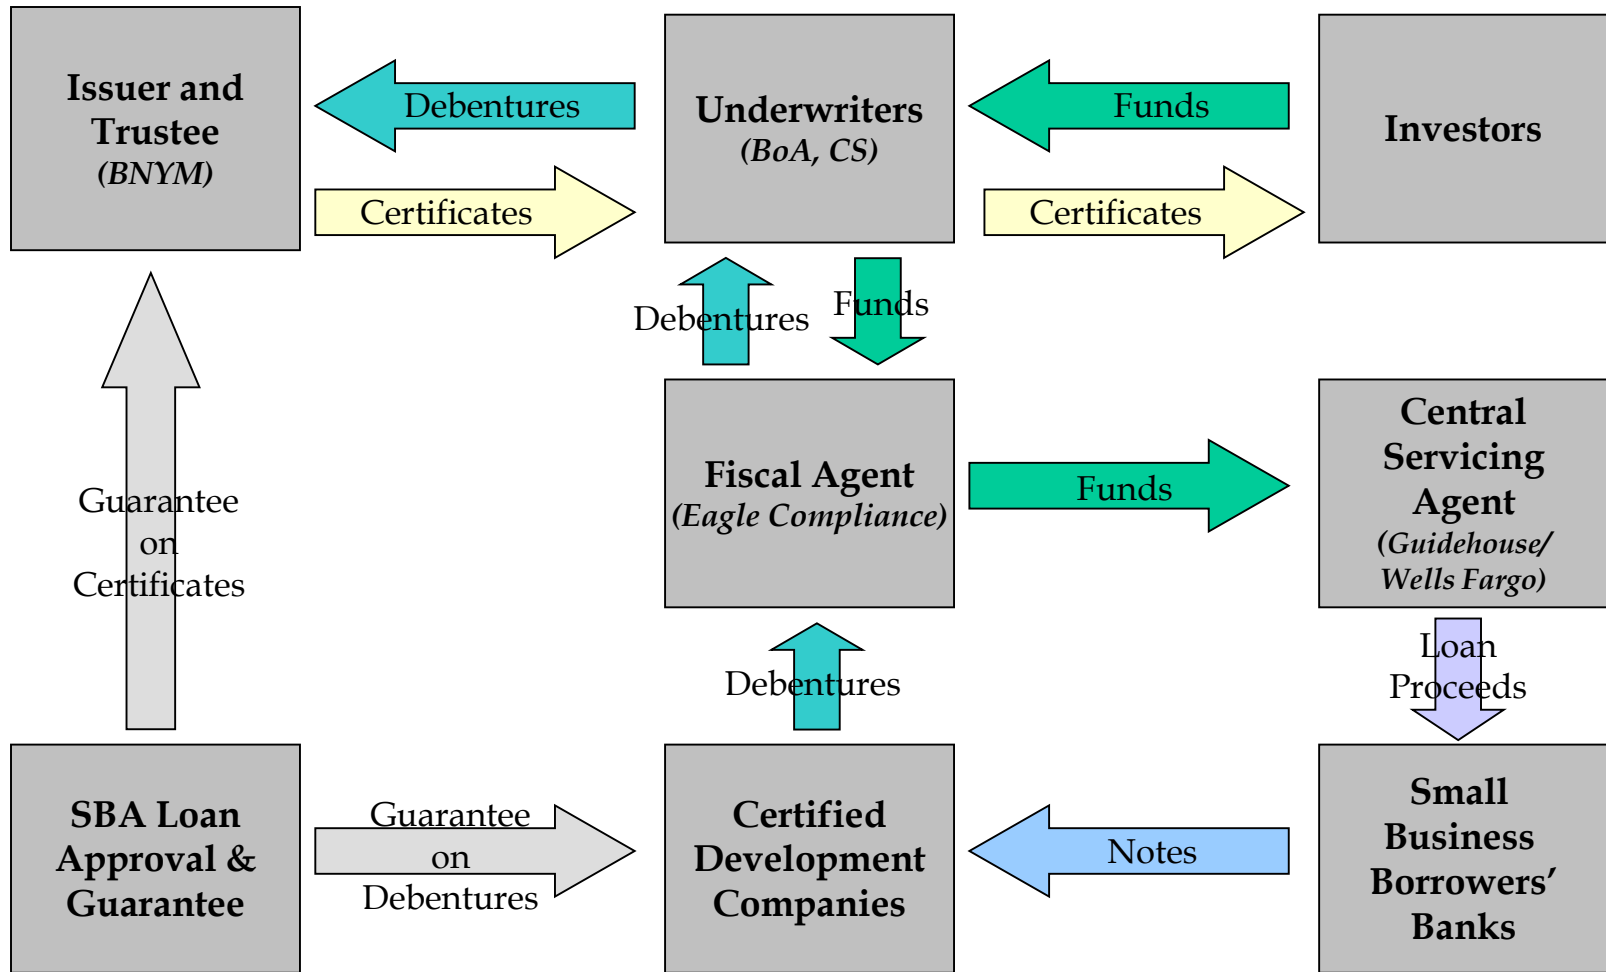 Issuer and
Trustee
(BNYM)
Debentures
Certificates
Underwriters
(BoA, CS)
Funds
Certificates
Investors
Debentures
Funds
Guarantee
on
Certificates
Fiscal Agent
(Eagle Compliance)
Funds
Central
Servicing
Agent
(Guidehouse/
Wells Fargo)
Debentures
Loan
Proceeds
SBA Loan
Approval &
Guarantee
Guarantee
on
Debentures
Certified
Development
Companies
Notes
Small
Business
Borrowers’
Banks